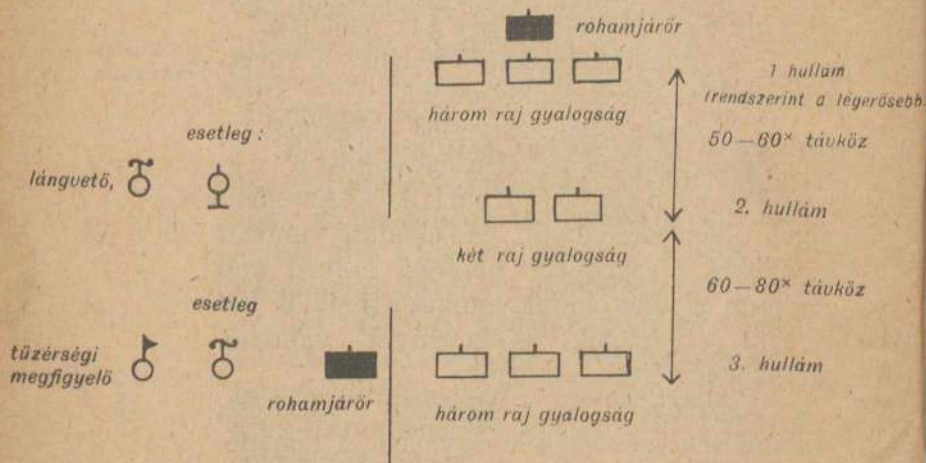 rohamjárőr
1 hullám
(rendszerint a legerősebb.
három raj gyalogság
50—60× távköz
esetleg :
lángvető,
2. hullám
két raj gyalogság
60—80× távköz
esetleg
tüzérségi
megfigyelő
3. hullám
rohamjárőr
három raj gyalogság